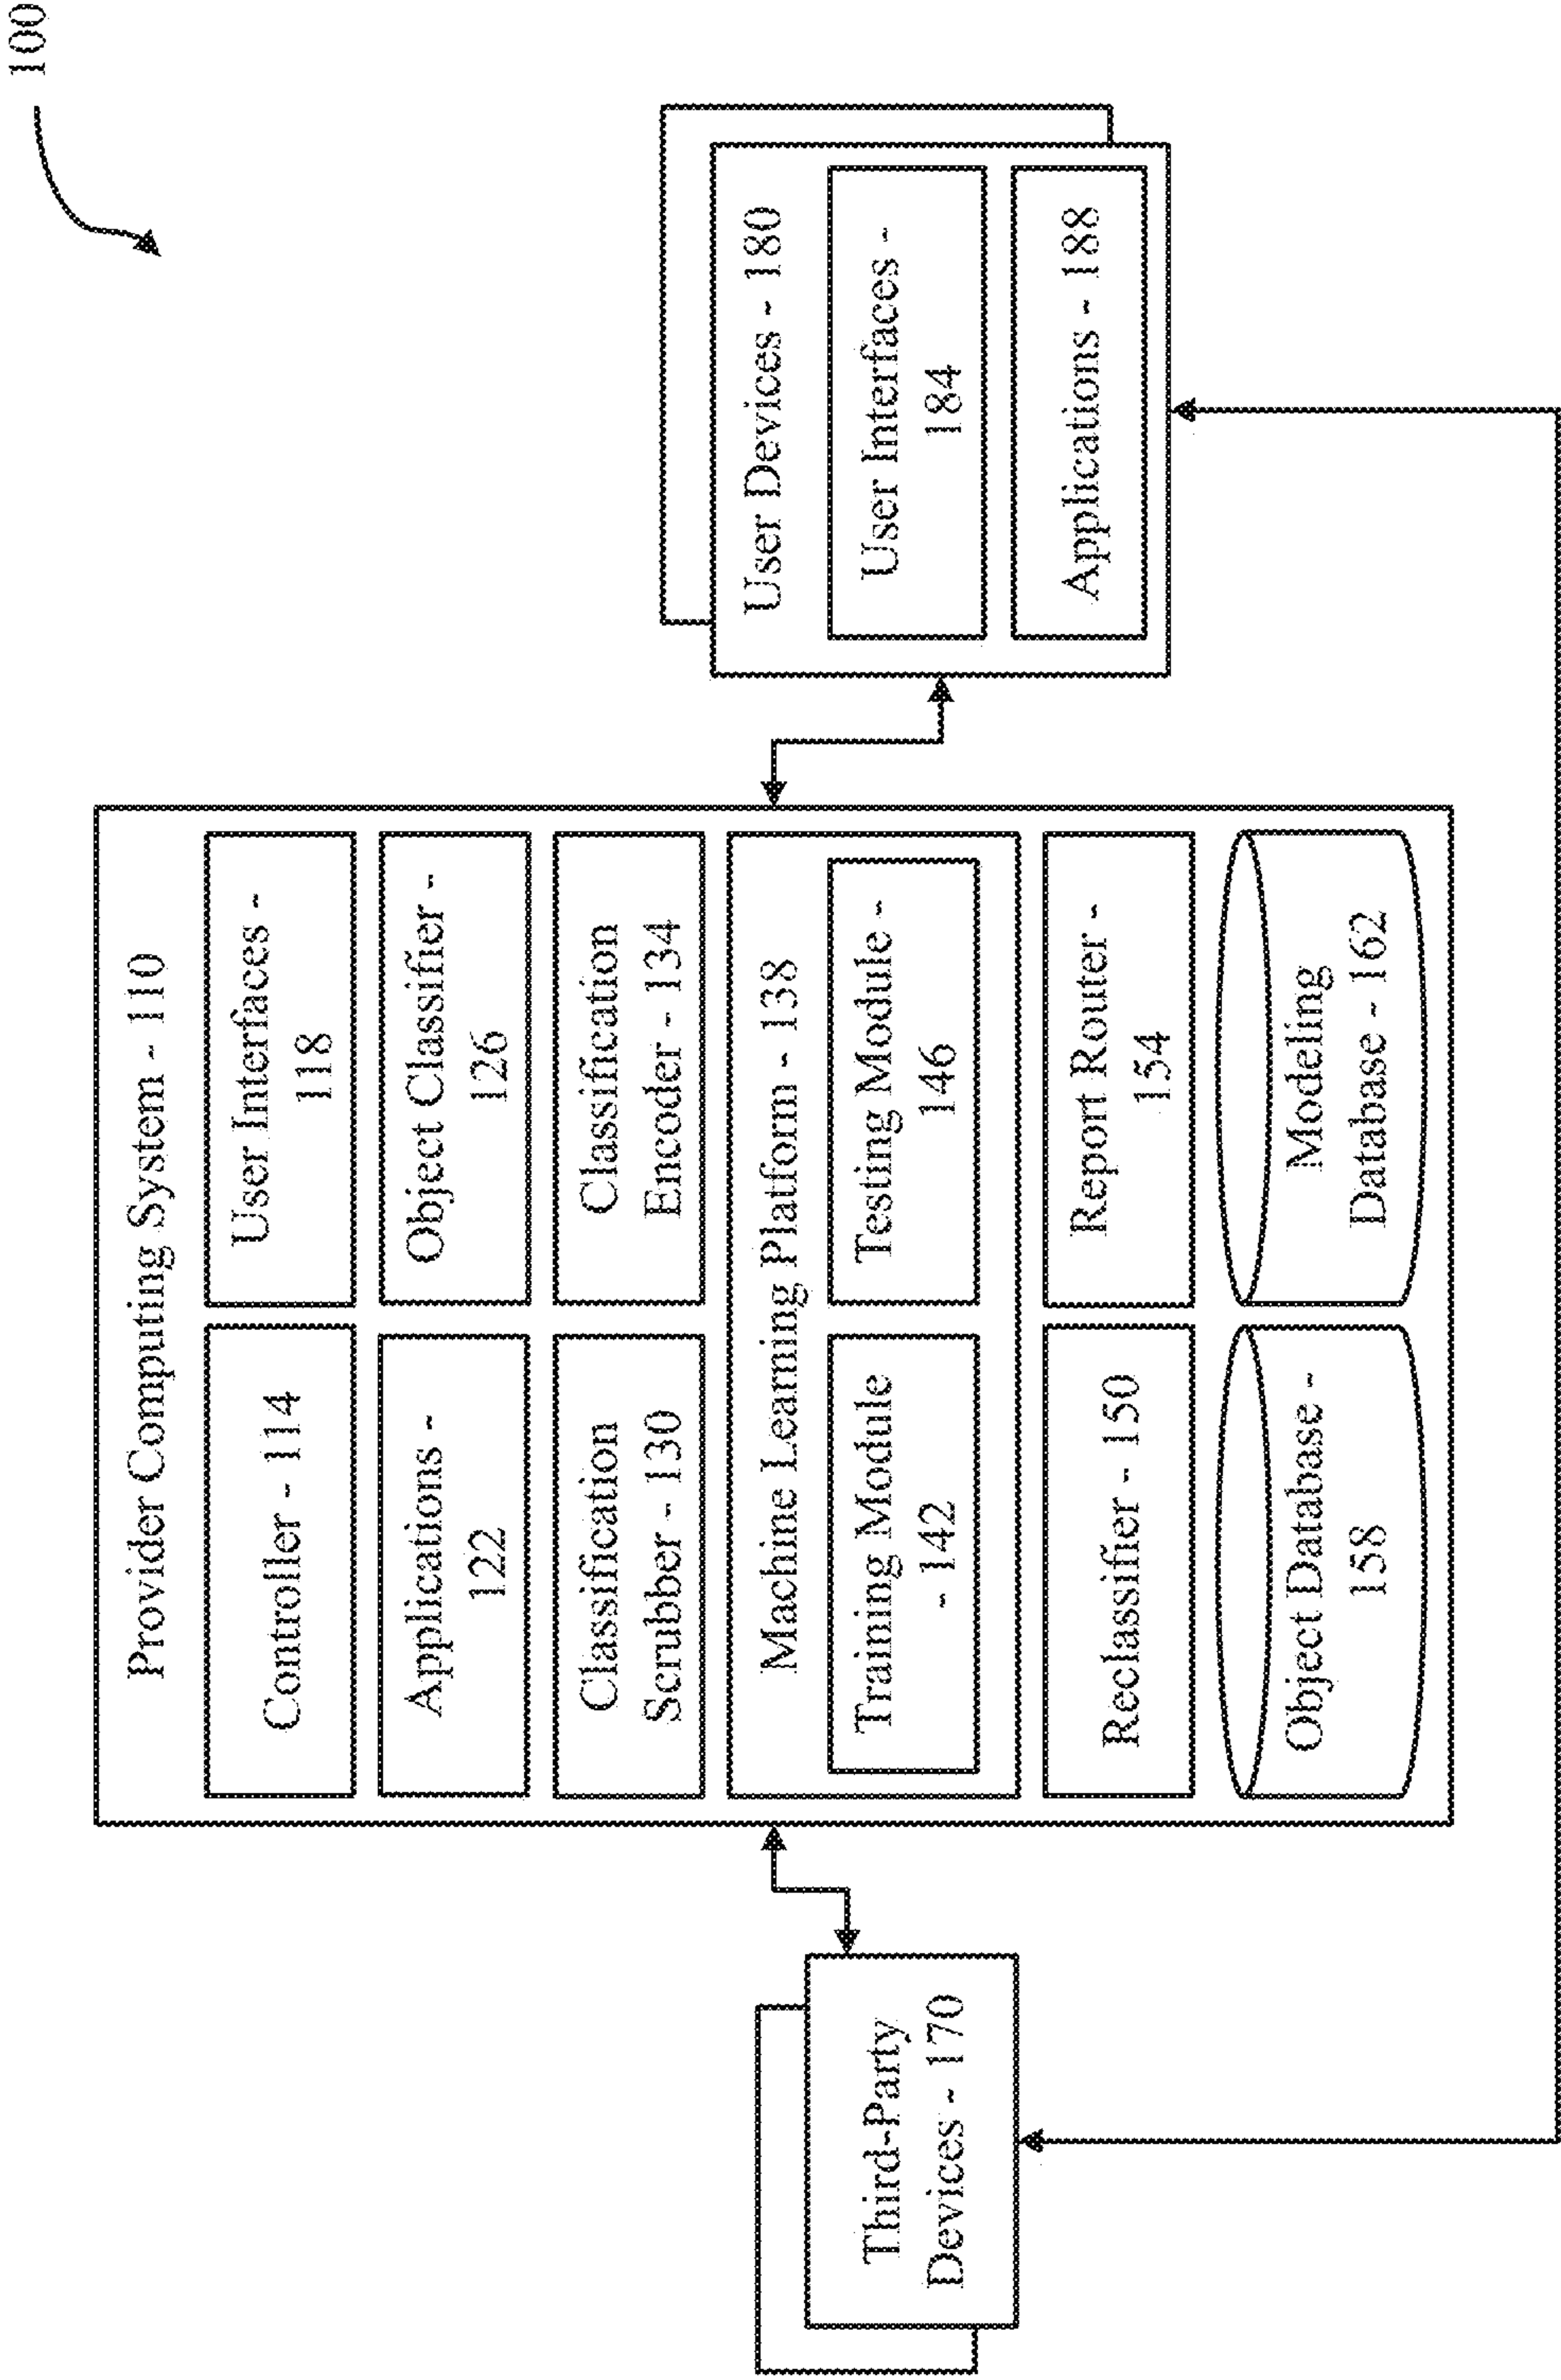 100
Provider Computing System - 110
Controller - 114
User Interfaces -
118
Applications -
122
Object Classifier -
126
Classification
Scrubber - 130
Classification
Encoder - 134
Machine Learning Platform - 138
Training Module
- 142
Testing Module -
146
Reclassifier - 150
Report Router -
154
Object Database -
158
Modeling
Database - 162
Third-Party
Devices - 170
User Devices - 180
User Interfaces -
184
Applications - 188